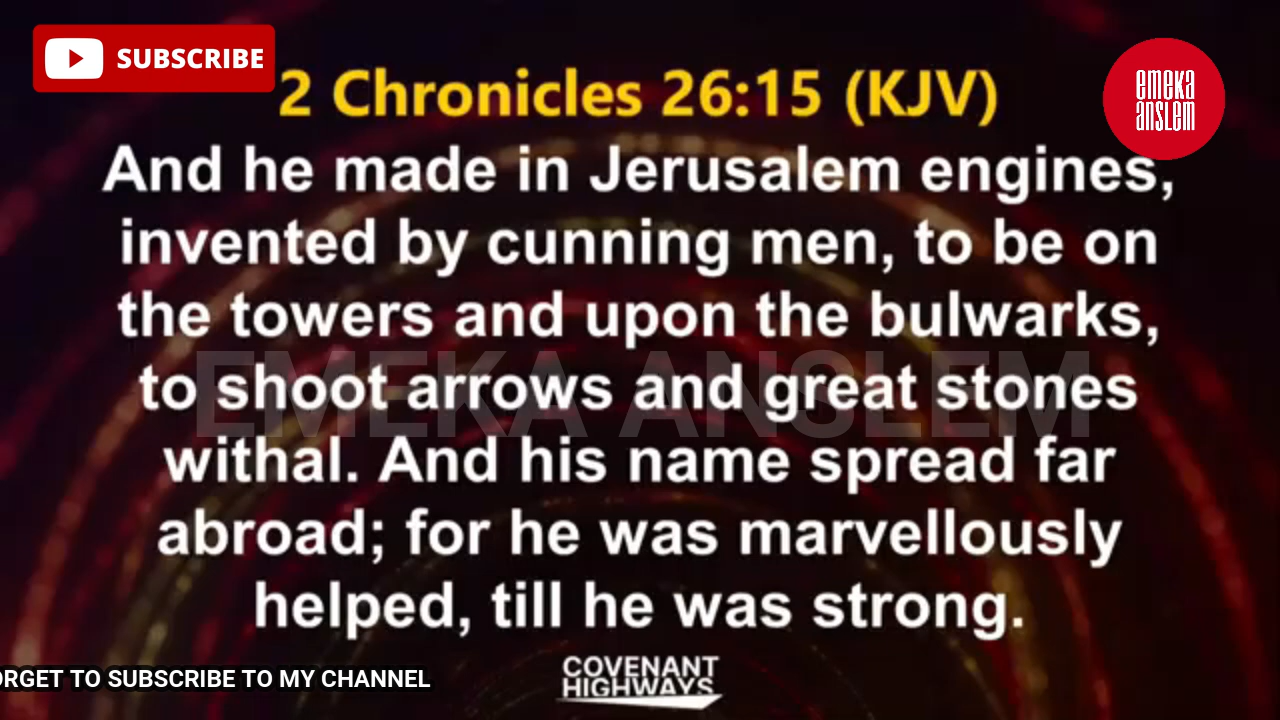 SUBSCRIBE
2 Chronicles 26:15 (KJV)
emeka
anslem
And he made in Jerusalem engines,
invented by cunning men, to be on
the towers and upon the bulwarks,
to shoot arrows and great stones
EMEKA ANSLEM
withal. And his name spread far
abroad; for he was marvellously
helped, till he was strong.
ORGET TO SUBSCRIBE TO MY CHANNEL
COVENANT
HIGHWAYS